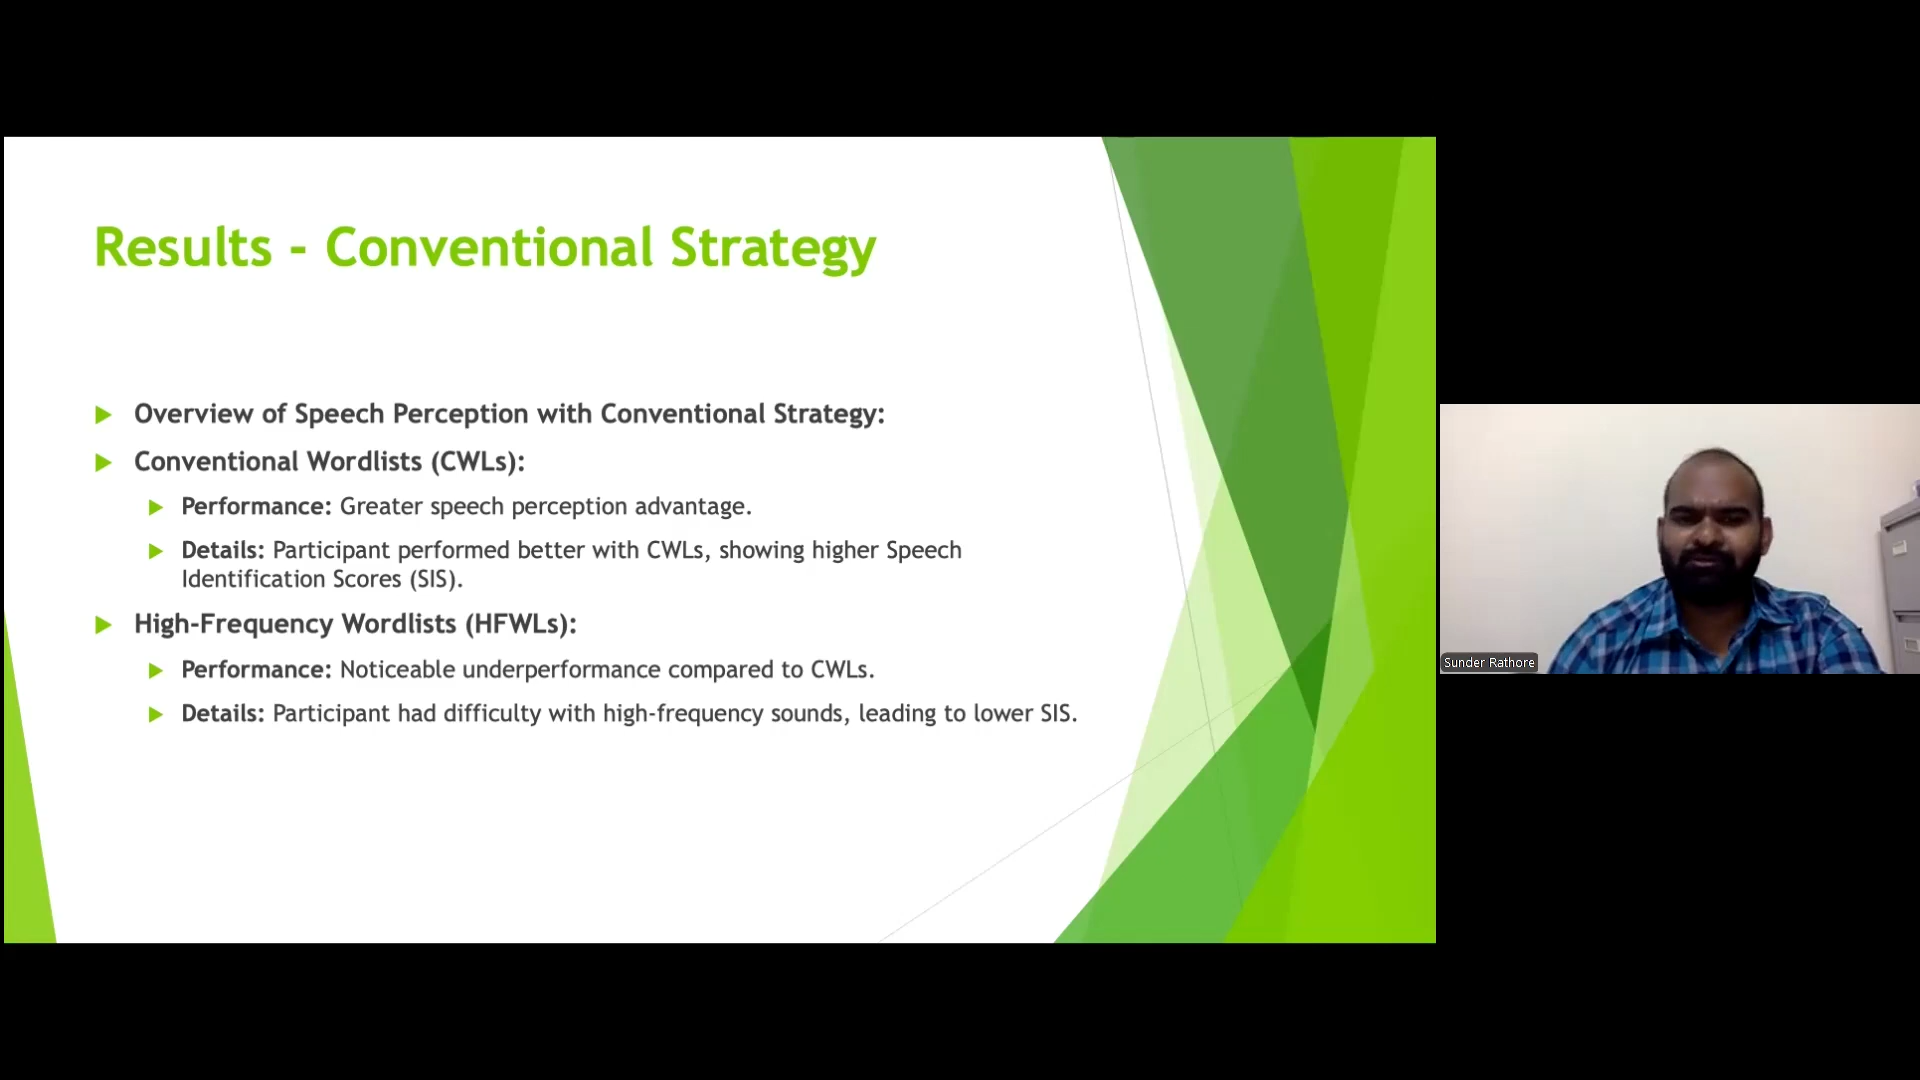 Results - Conventional Strategy
Overview of Speech Perception with Conventional Strategy:
Conventional Wordlists (CWLs):
Performance: Greater speech perception advantage.
Details: Participant performed better with CWLs, showing higher Speech
Identification Scores (SIS).
High-Frequency Wordlists (HFWLs):
Performance: Noticeable underperformance compared to CWLs.
Details: Participant had difficulty with high-frequency sounds, leading to lower SIS.
Sunder Rathore